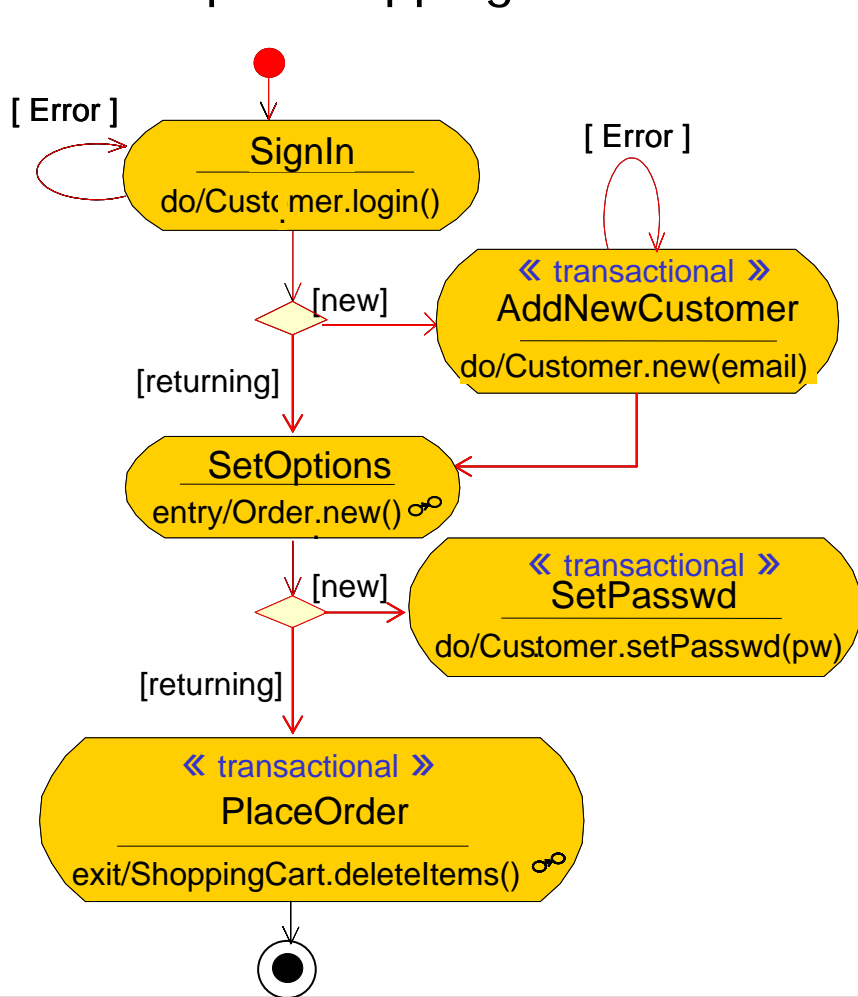 [ Error ]
SignIn
do/Customer.login()
[ Error ]
« transactional »
AddNewCustomer
do/Customer.new(email)
[new]
[returning]
SetOptions
entry/Order.new()
[new]
« transactional »
SetPasswd
do/Customer.setPasswd(pw)
[returning]
« transactional »
PlaceOrder
exit/ShoppingCart.deleteItems()